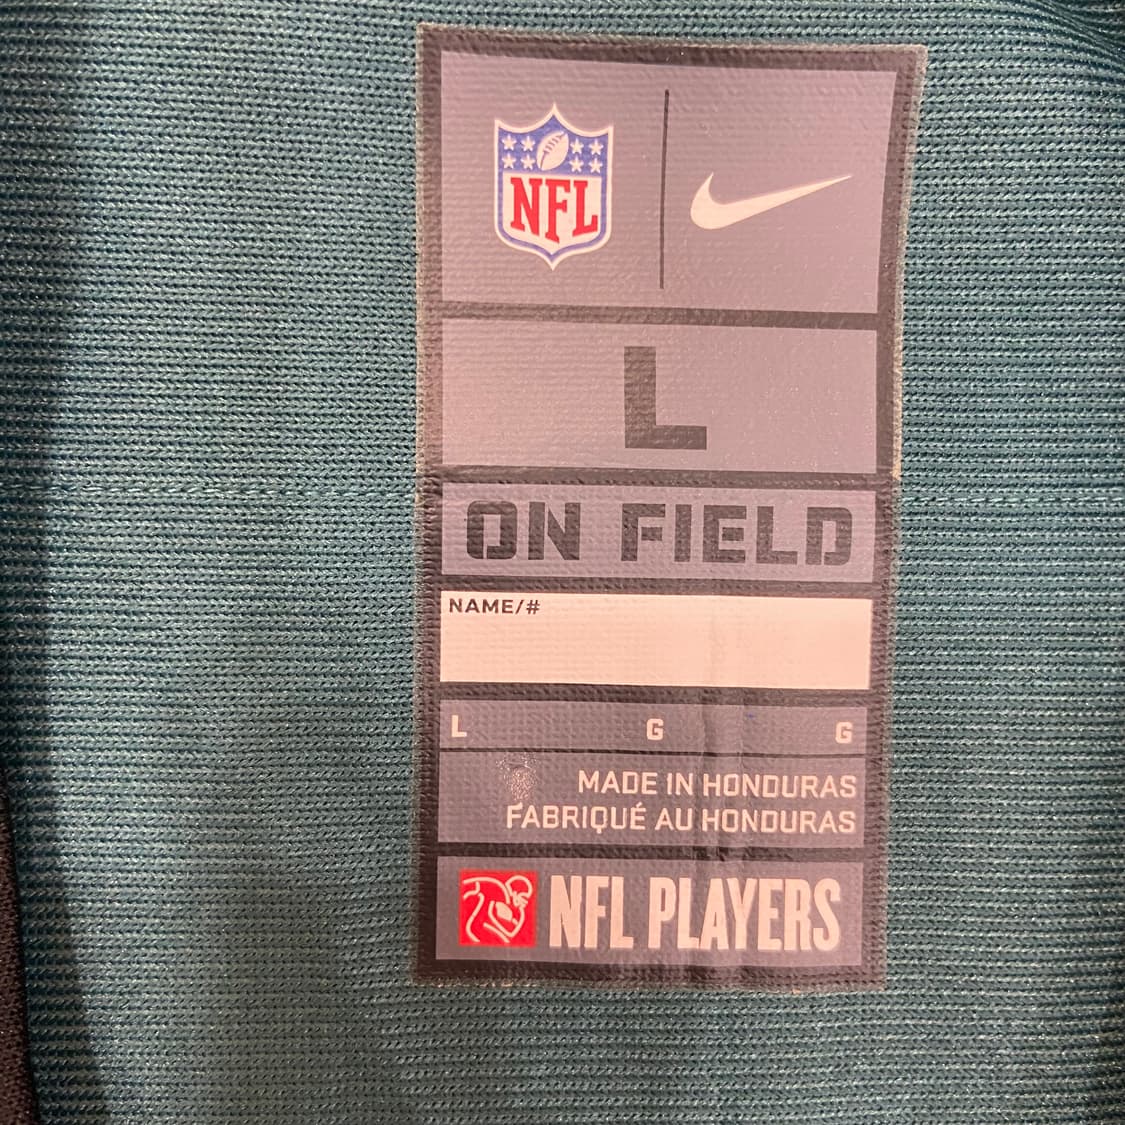 NFL
L
ON FIELD
NAME/#
L G G
MADE IN HONDURAS
FABRIQUÉ AU HONDURAS
NFL PLAYERS